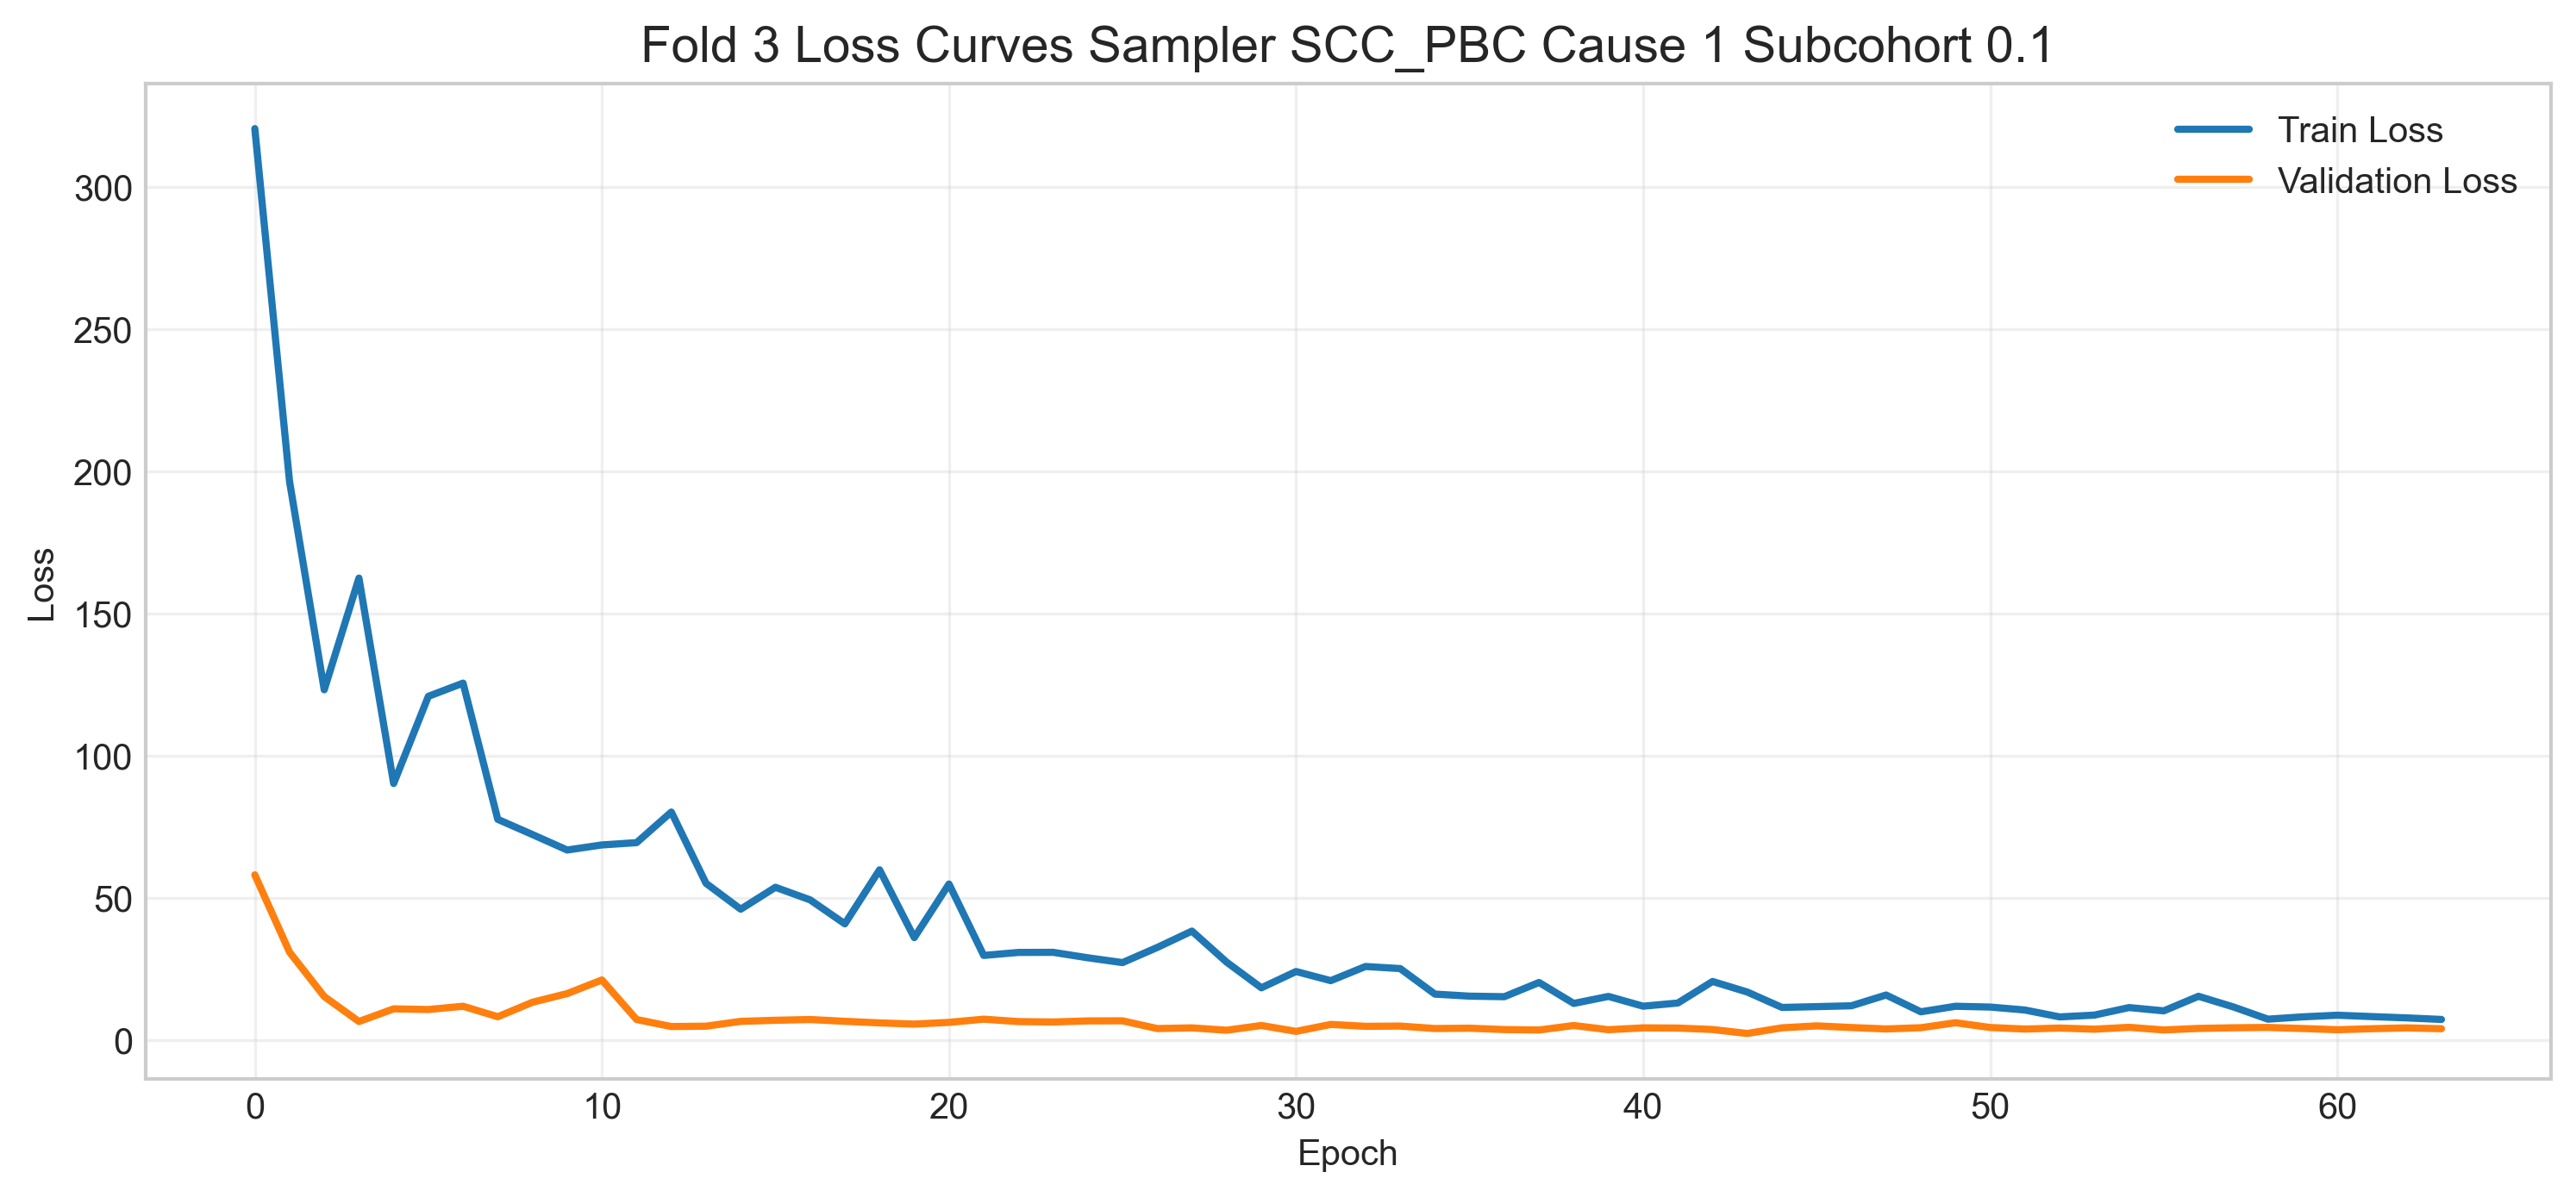 Fold 3 Loss Curves Sampler SCC_PBC Cause 1 Subcohort 0.1
Train Loss
Validation Loss
300
250
200
150
100
50
0
Loss
0 10 20 30 40 50 60
Epoch